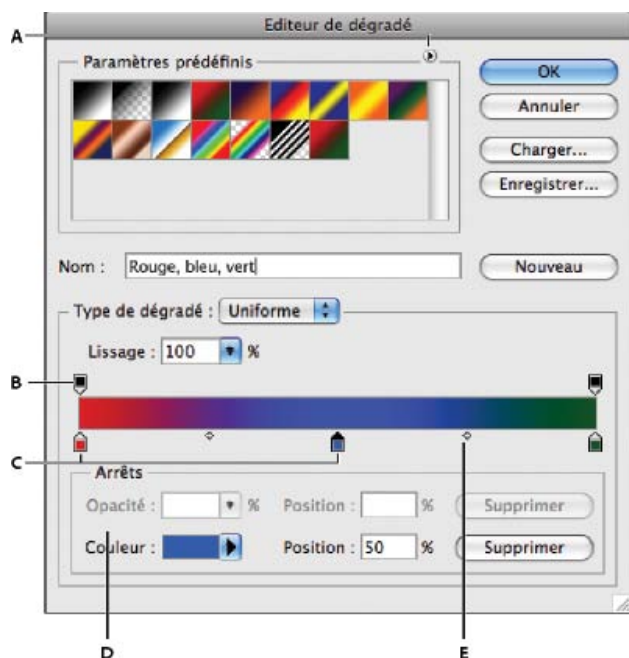 Editeur de dégradé
A
Paramètres prédéfinis
OK
Annuler
Charger...
Enregistrer...
Nom : Rouge, bleu, vert
Nouveau
Type de dégradé : Uniforme
Lissage : 100 %
B
C
Arrêts
Opacité : % Position : % Supprimer
Couleur : Position : 50 % Supprimer
D E